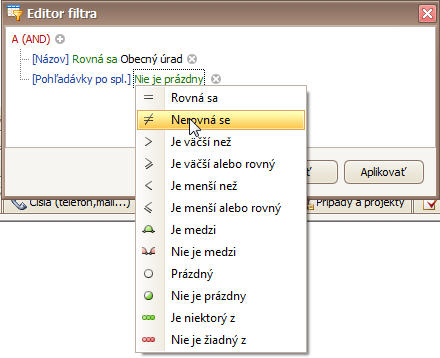 Editor filtra
A (AND)
[Názov] Rovná sa Obecný úrad
[Pohľadávky po spl.] Nie je prázdny
Rovná sa
Nerovná se
Je väčší než
Je väčší alebo rovný
Je menší než
Je menší alebo rovný
Je medzi
Nie je medzi
Prázdný
Nie je prázdny
Je niektorý z
Nie je žiadný z
Aplikovať
Čísla (telefón,mail...)
Prípady a projekty